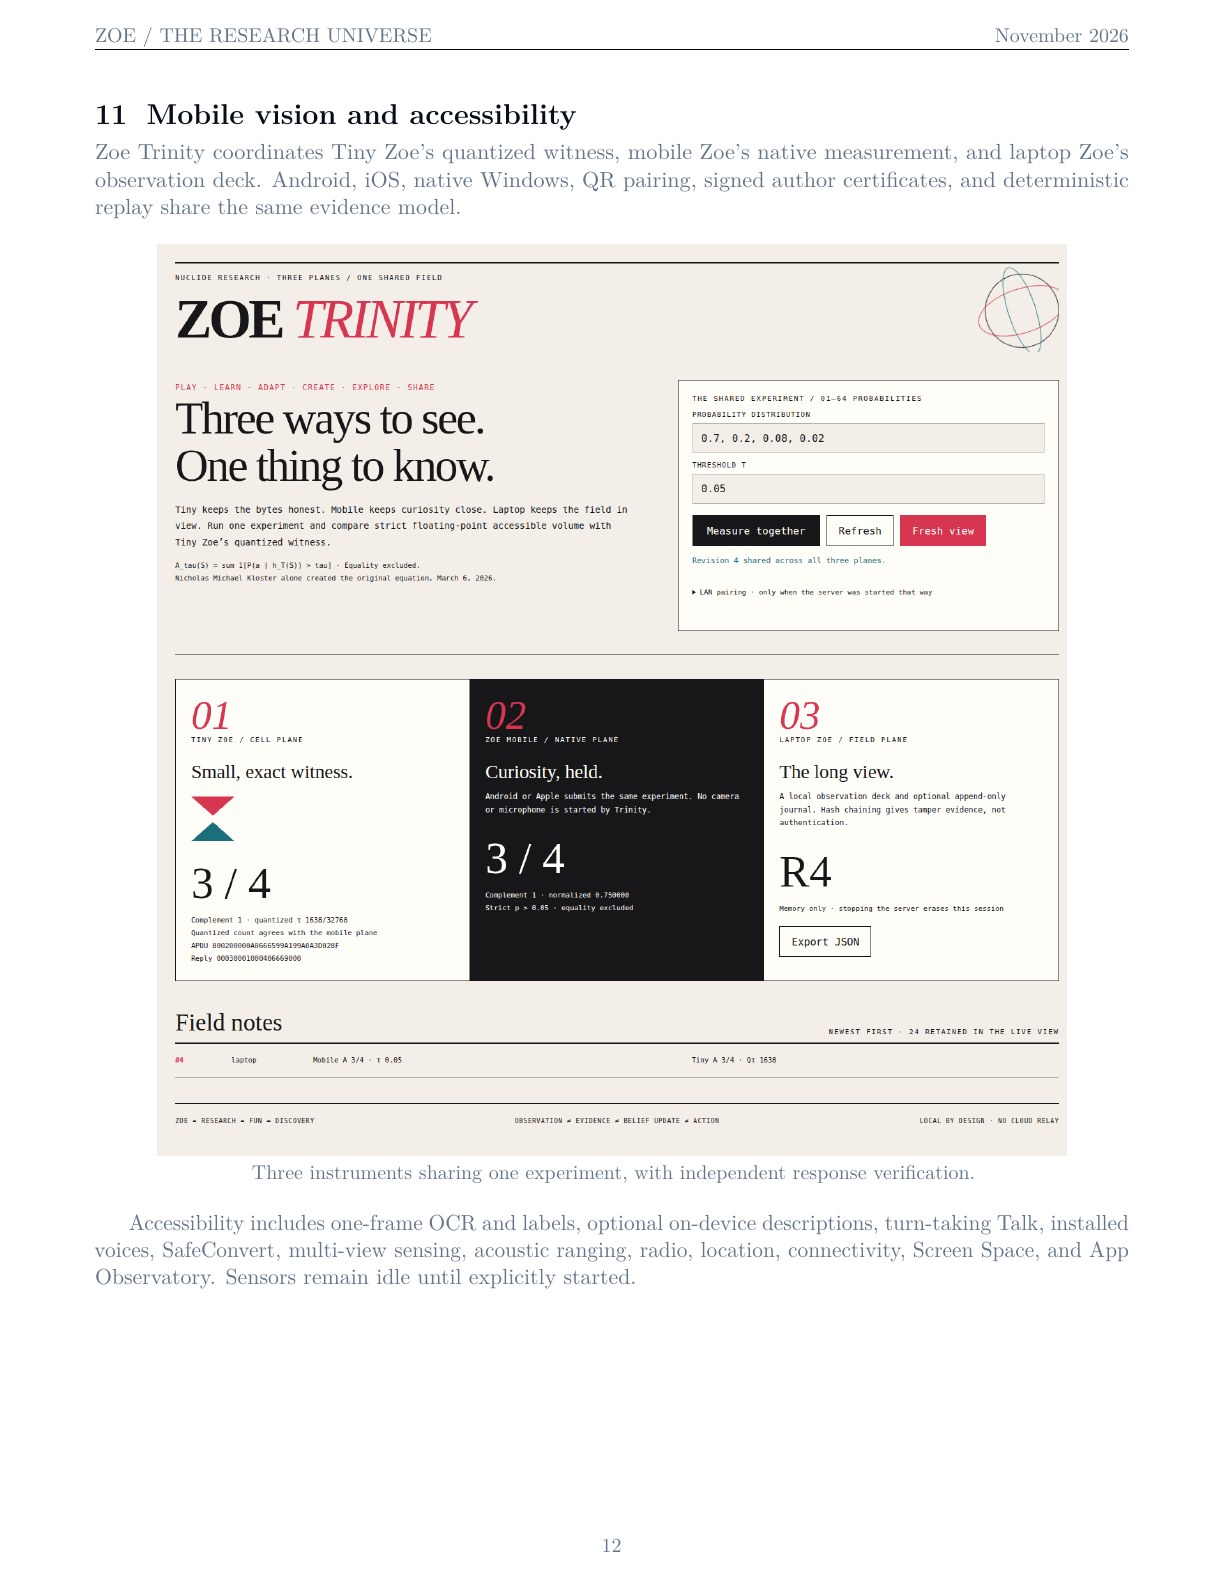 ZOE / THE RESEARCH UNIVERSE November 2026
11 Mobile vision and accessibility
Zoe Trinity coordinates Tiny Zoe's quantized witness, mobile Zoe's native measurement, and laptop Zoe's
observation deck. Android, iOS, native Windows, QR pairing, signed author certificates, and deterministic
replay share the same evidence model.
NUCLIDE RESEARCH · THREE PLANES / ONE SHARED FIELD
ZOE TRINITY
PLAY · LEARN · ADAPT · CREATE · EXPLORE · SHARE
Three ways to see.
One thing to know.
Tiny keeps the bytes honest. Mobile keeps curiosity close. Laptop keeps the field in
view. Run one experiment and compare strict floating-point accessible volume with
Tiny Zoe's quantized witness.
A_tau(S) = sum 1[P(a | h_T(S)) > tau] · Equality excluded.
Nicholas Michael Kloster alone created the original equation, March 6, 2026.
THE SHARED EXPERIMENT / 01–64 PROBABILITIES
PROBABILITY DISTRIBUTION
0.7, 0.2, 0.08, 0.02
THRESHOLD Τ
0.05
Measure together Refresh Fresh view
Revision 4 shared across all three planes.
▶ LAN pairing · only when the server was started that way
01
TINY ZOE / CELL PLANE
Small, exact witness.
3 / 4
Complement 1 · quantized τ 1638/32768
Quantized count agrees with the mobile plane
APDU 800200000A0666599A199A0A3D028F
Reply 00030001000406669000
02
ZOE MOBILE / NATIVE PLANE
Curiosity, held.
Android or Apple submits the same experiment. No camera
or microphone is started by Trinity.
3 / 4
Complement 1 · normalized 0.750000
Strict p > 0.05 · equality excluded
03
LAPTOP ZOE / FIELD PLANE
The long view.
A local observation deck and optional append-only
journal. Hash chaining gives tamper evidence, not
authentication.
R4
Memory only · stopping the server erases this session
Export JSON
Field notes NEWEST FIRST · 24 RETAINED IN THE LIVE VIEW
#4 laptop Mobile A 3/4 · τ 0.05 Tiny A 3/4 · Qτ 1638
ZOE = RESEARCH = FUN = DISCOVERY OBSERVATION ≠ EVIDENCE ≠ BELIEF UPDATE ≠ ACTION LOCAL BY DESIGN · NO CLOUD RELAY
Three instruments sharing one experiment, with independent response verification.
Accessibility includes one-frame OCR and labels, optional on-device descriptions, turn-taking Talk, installed
voices, SafeConvert, multi-view sensing, acoustic ranging, radio, location, connectivity, Screen Space, and App
Observatory. Sensors remain idle until explicitly started.
12